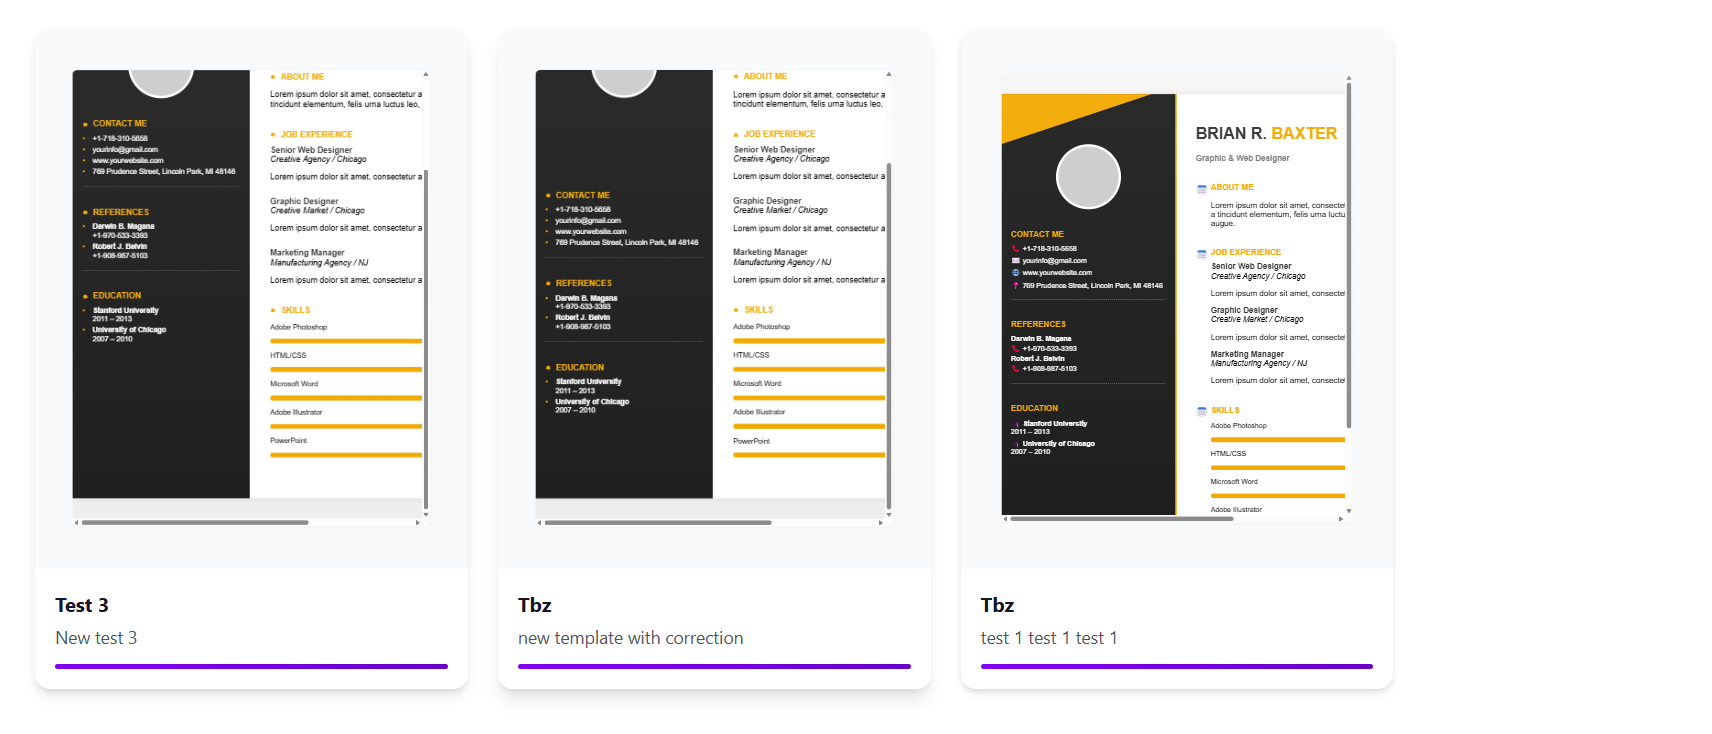 ABOUT ME
Lorem ipsum dolor sit amet, consectetur a
tincidunt elementum, felis urna luctus leo,
CONTACT ME
+1-718-310-5658
yourinfo@gmail.com
www.yourwebsite.com
769 Prudence Street, Lincoln Park, MI 48146
JOB EXPERIENCE
Senior Web Designer
Creative Agency / Chicago
Lorem ipsum dolor sit amet, consectetur a
Graphic Designer
Creative Market / Chicago
Lorem ipsum dolor sit amet, consectetur a
Marketing Manager
Manufacturing Agency / NJ
Lorem ipsum dolor sit amet, consectetur a
REFERENCES
Darwin B. Magana
+1-970-533-3393
Robert J. Belvin
+1-908-987-5103
EDUCATION
Stanford University
2011 – 2013
University of Chicago
2007 – 2010
SKILLS
Adobe Photoshop
HTML/CSS
Microsoft Word
Adobe Illustrator
PowerPoint
Test 3
New test 3
ABOUT ME
Lorem ipsum dolor sit amet, consectetur a
tincidunt elementum, felis urna luctus leo,
JOB EXPERIENCE
Senior Web Designer
Creative Agency / Chicago
Lorem ipsum dolor sit amet, consectetur a
Graphic Designer
Creative Market / Chicago
Lorem ipsum dolor sit amet, consectetur a
Marketing Manager
Manufacturing Agency / NJ
Lorem ipsum dolor sit amet, consectetur a
CONTACT ME
+1-718-310-5658
yourinfo@gmail.com
www.yourwebsite.com
769 Prudence Street, Lincoln Park, MI 48146
REFERENCES
Darwin B. Magana
+1-970-533-3393
Robert J. Belvin
+1-908-987-5103
EDUCATION
Stanford University
2011 – 2013
University of Chicago
2007 – 2010
SKILLS
Adobe Photoshop
HTML/CSS
Microsoft Word
Adobe Illustrator
PowerPoint
Tbz
new template with correction
BRIAN R. BAXTER
Graphic & Web Designer
ABOUT ME
Lorem ipsum dolor sit amet, consectet
a tincidunt elementum, felis urna luctu
augue.
CONTACT ME
+1-718-310-5658
yourinfo@gmail.com
www.yourwebsite.com
769 Prudence Street, Lincoln Park, MI 48146
JOB EXPERIENCE
Senior Web Designer
Creative Agency / Chicago
Lorem ipsum dolor sit amet, consectet
Graphic Designer
Creative Market / Chicago
Lorem ipsum dolor sit amet, consectet
Marketing Manager
Manufacturing Agency / NJ
Lorem ipsum dolor sit amet, consectet
REFERENCES
Darwin B. Magana
+1-970-533-3393
Robert J. Belvin
+1-908-987-5103
EDUCATION
Stanford University
2011 – 2013
University of Chicago
2007 – 2010
SKILLS
Adobe Photoshop
HTML/CSS
Microsoft Word
Adobe Illustrator
Tbz
test 1 test 1 test 1